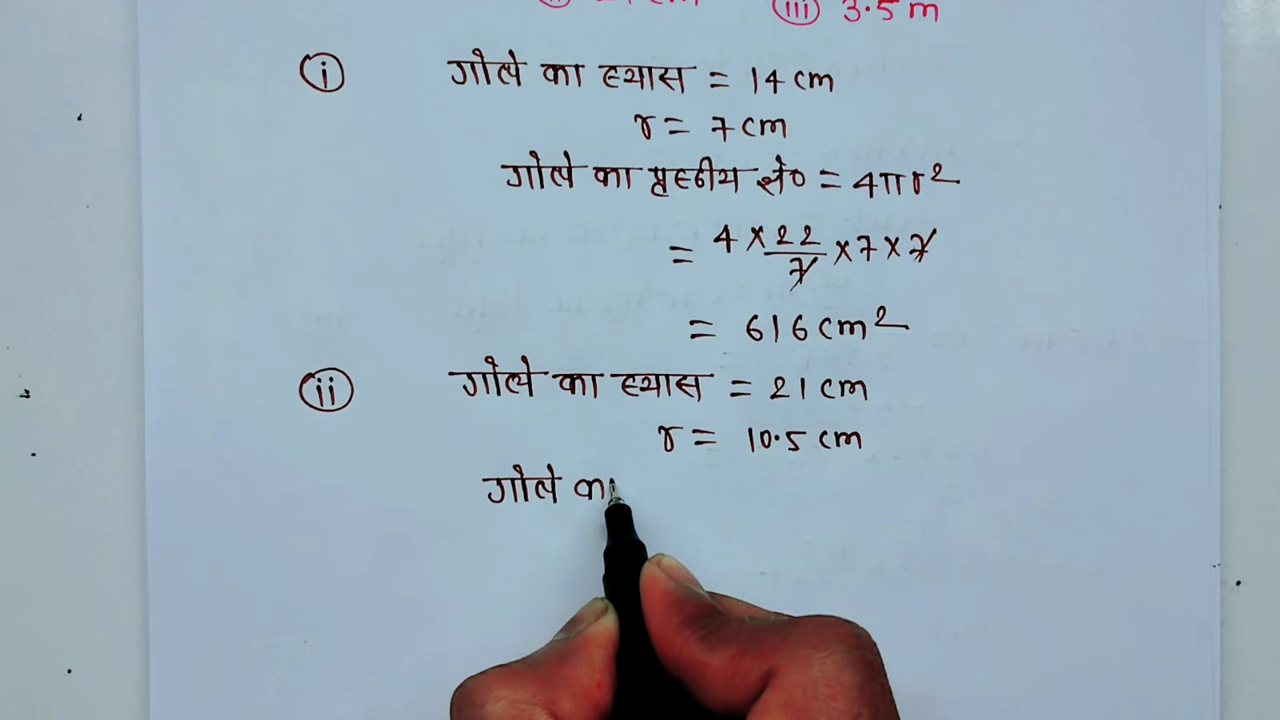 (iii) 3.5 m
(i) गोले का व्यास = 14 cm
r = 7 cm
गोले का पृष्ठीय क्षे० = 4πr²
= 4 × 22/7 × 7 × 7
= 616 cm²
(ii) गोले का व्यास = 21 cm
r = 10.5 cm
गोले का